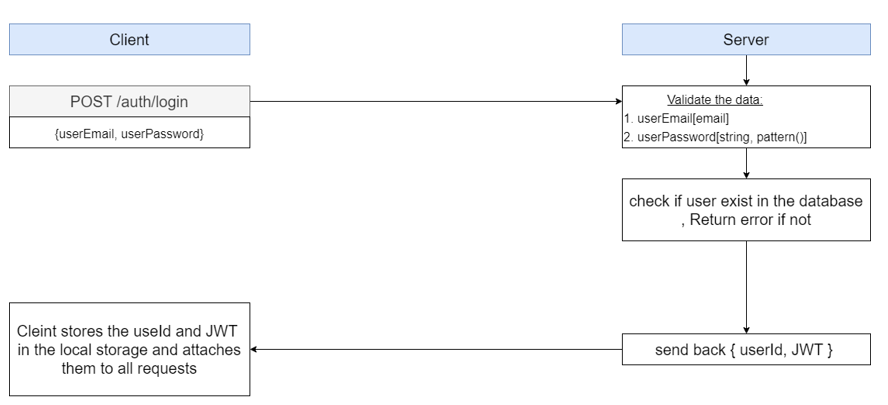 Client
Server
POST /auth/login
{userEmail, userPassword}
Validate the data:
1. userEmail[email]
2. userPassword[string, pattern()]
check if user exist in the database
, Return error if not
Cleint stores the useId and JWT
in the local storage and attaches
them to all requests
send back { userId, JWT }